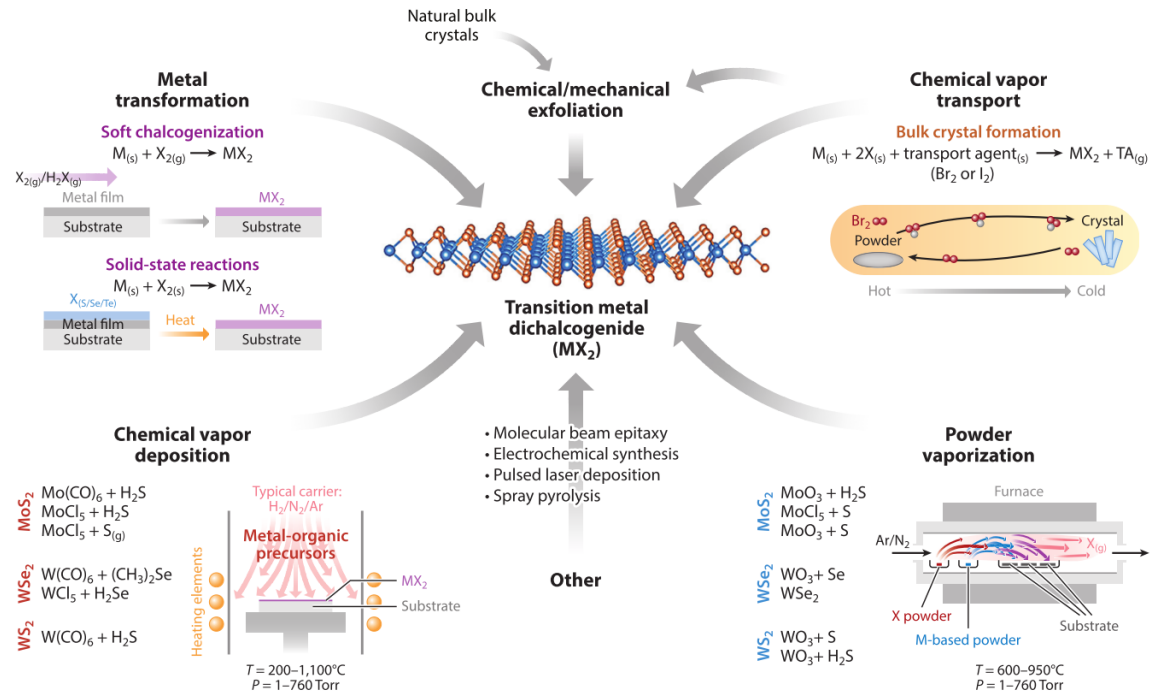 Natural bulk
crystals
Metal
transformation
Soft chalcogenization
M(s) + X2(g) → MX2
X2(g)/H2X(g)
Metal film
Substrate
MX2
Substrate
Solid-state reactions
M(s) + X2(s) → MX2
X(S/Se/Te)
Metal film
Substrate
Heat
MX2
Substrate
Chemical/mechanical
exfoliation
Chemical vapor
transport
Bulk crystal formation
M(s) + 2X(s) + transport agent(s) → MX2 + TA(g)
(Br2 or I2)
Br2
Powder
Crystal
Hot
Cold
Transition metal
dichalcogenide
(MX2)
Chemical vapor
deposition
MoS2
Mo(CO)6 + H2S
MoCl5 + H2S
MoCl5 + S(g)
WSe2
W(CO)6 + (CH3)2Se
WCl5 + H2Se
WS2
W(CO)6 + H2S
Typical carrier:
H2/N2/Ar
Metal-organic
precursors
Heating elements
MX2
Substrate
T = 200–1,100°C
P = 1–760 Torr
• Molecular beam epitaxy
• Electrochemical synthesis
• Pulsed laser deposition
• Spray pyrolysis
Other
Powder
vaporization
MoS2
MoO3 + H2S
MoCl5 + S
MoO3 + S
WSe2
WO3 + Se
WSe2
WS2
WO3 + S
WO3 + H2S
Furnace
Ar/N2
X(g)
X powder
M-based powder
Substrate
T = 600–950°C
P = 1–760 Torr